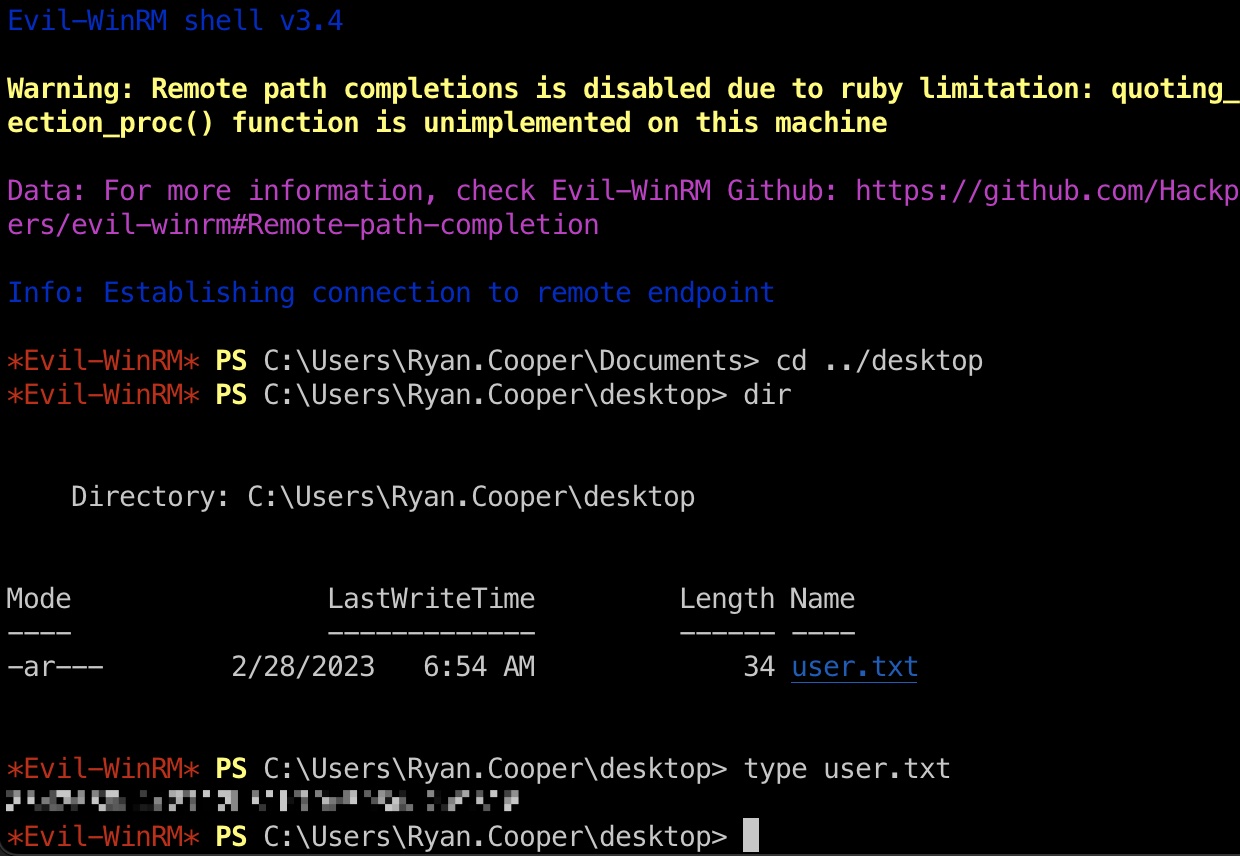 Evil-WinRM shell v3.4
Warning: Remote path completions is disabled due to ruby limitation: quoting_
ection_proc() function is unimplemented on this machine
Data: For more information, check Evil-WinRM Github: https://github.com/Hackp
ers/evil-winrm#Remote-path-completion
Info: Establishing connection to remote endpoint
*Evil-WinRM* PS C:\Users\Ryan.Cooper\Documents> cd ../desktop
*Evil-WinRM* PS C:\Users\Ryan.Cooper\desktop> dir
Directory: C:\Users\Ryan.Cooper\desktop
Mode LastWriteTime Length Name
---- ------------- ------ ----
-ar--- 2/28/2023 6:54 AM 34 user.txt
*Evil-WinRM* PS C:\Users\Ryan.Cooper\desktop> type user.txt
*Evil-WinRM* PS C:\Users\Ryan.Cooper\desktop>